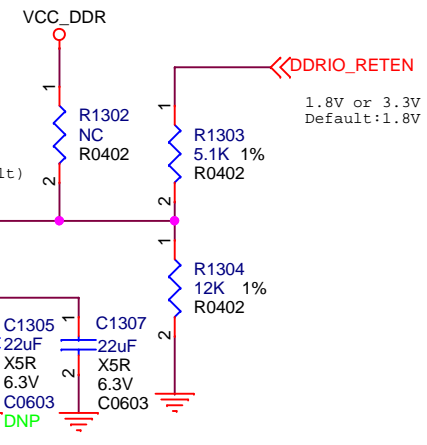 VCC_DDR
DDRIO_RETEN
1.8V or 3.3V
Default:1.8V
1
R1302
NC
R0402
2
1
R1303
5.1K 1%
R0402
2
lt)
1
R1304
12K 1%
R0402
2
C1305
22uF
X5R
6.3V
C0603
DNP
1
C1307
22uF
X5R
6.3V
C0603
2